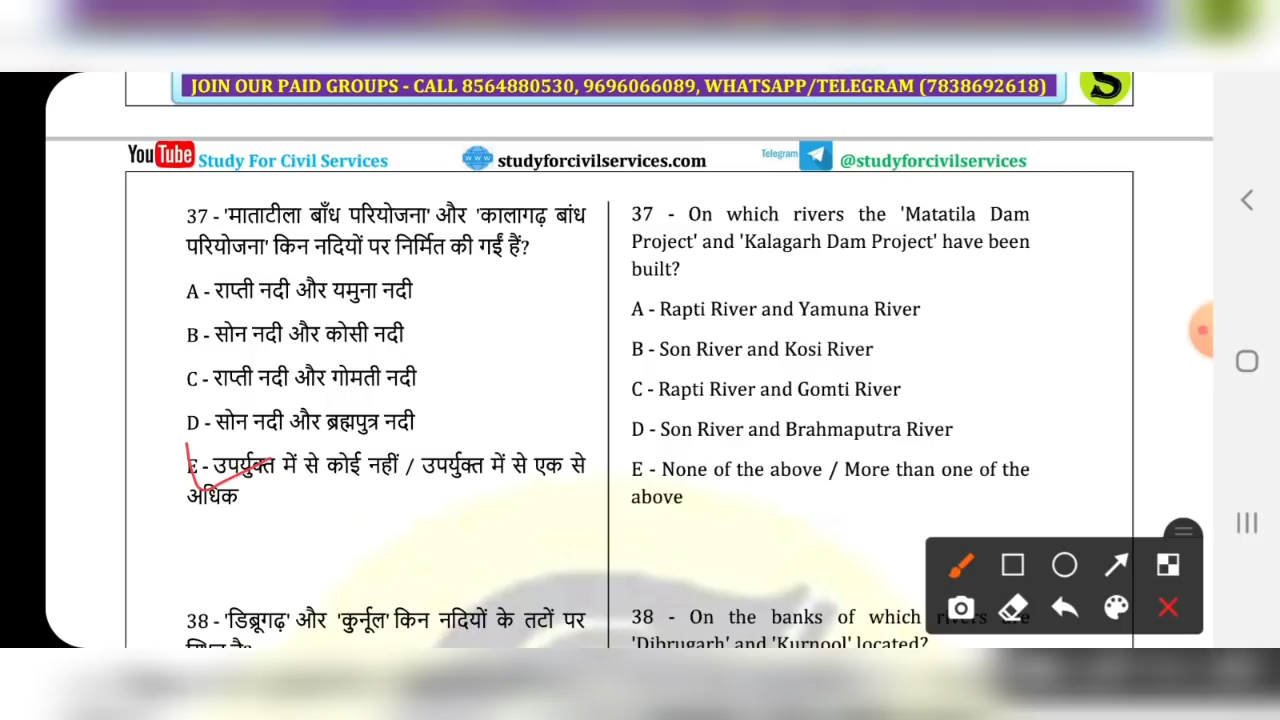 JOIN OUR PAID GROUPS - CALL 8564880530, 9696066089, WHATSAPP/TELEGRAM (7838692618)
S
YouTube Study For Civil Services
www studyforcivilservices.com
Telegram @studyforcivilservices
37 - 'माताटीला बाँध परियोजना' और 'कालागढ़ बांध
परियोजना' किन नदियों पर निर्मित की गईं हैं?
A - राप्ती नदी और यमुना नदी
B - सोन नदी और कोसी नदी
C - राप्ती नदी और गोमती नदी
D - सोन नदी और ब्रह्मपुत्र नदी
E - उपर्युक्त में से कोई नहीं / उपर्युक्त में से एक से
अधिक
38 - 'डिब्रूगढ़' और 'कुर्नूल' किन नदियों के तटों पर
37 - On which rivers the 'Matatila Dam
Project' and 'Kalagarh Dam Project' have been
built?
A - Rapti River and Yamuna River
B - Son River and Kosi River
C - Rapti River and Gomti River
D - Son River and Brahmaputra River
E - None of the above / More than one of the
above
38 - On the banks of which rivers are
'Dibrugarh' and 'Kurnool' located?